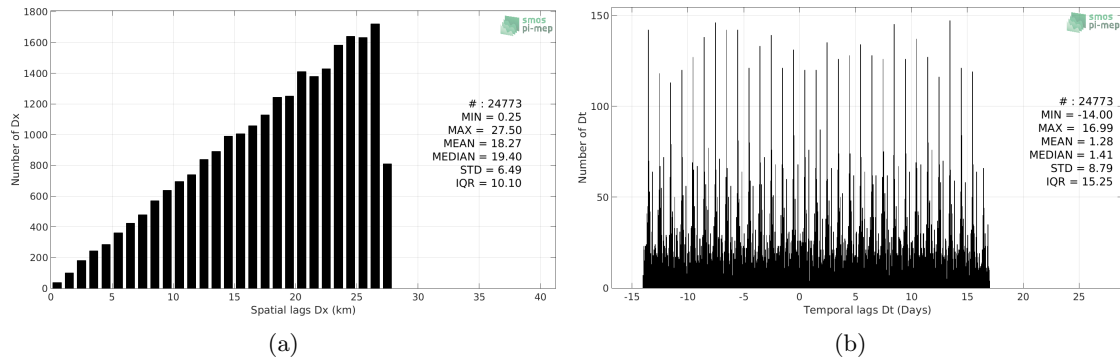 smos
pi-mep
Number of Dx
1800
1600
1400
1200
1000
800
600
400
200
0
# : 24773
MIN = 0.25
MAX = 27.50
MEAN = 18.27
MEDIAN = 19.40
STD = 6.49
IQR = 10.10
0 5 10 15 20 25 30 35 40
Spatial lags Dx (km)
(a)
smos
pi-mep
Number of Dt
150
100
50
0
# : 24773
MIN = -14.00
MAX = 16.99
MEAN = 1.28
MEDIAN = 1.41
STD = 8.79
IQR = 15.25
-15 -10 -5 0 5 10 15 20 25
Temporal lags Dt (Days)
(b)